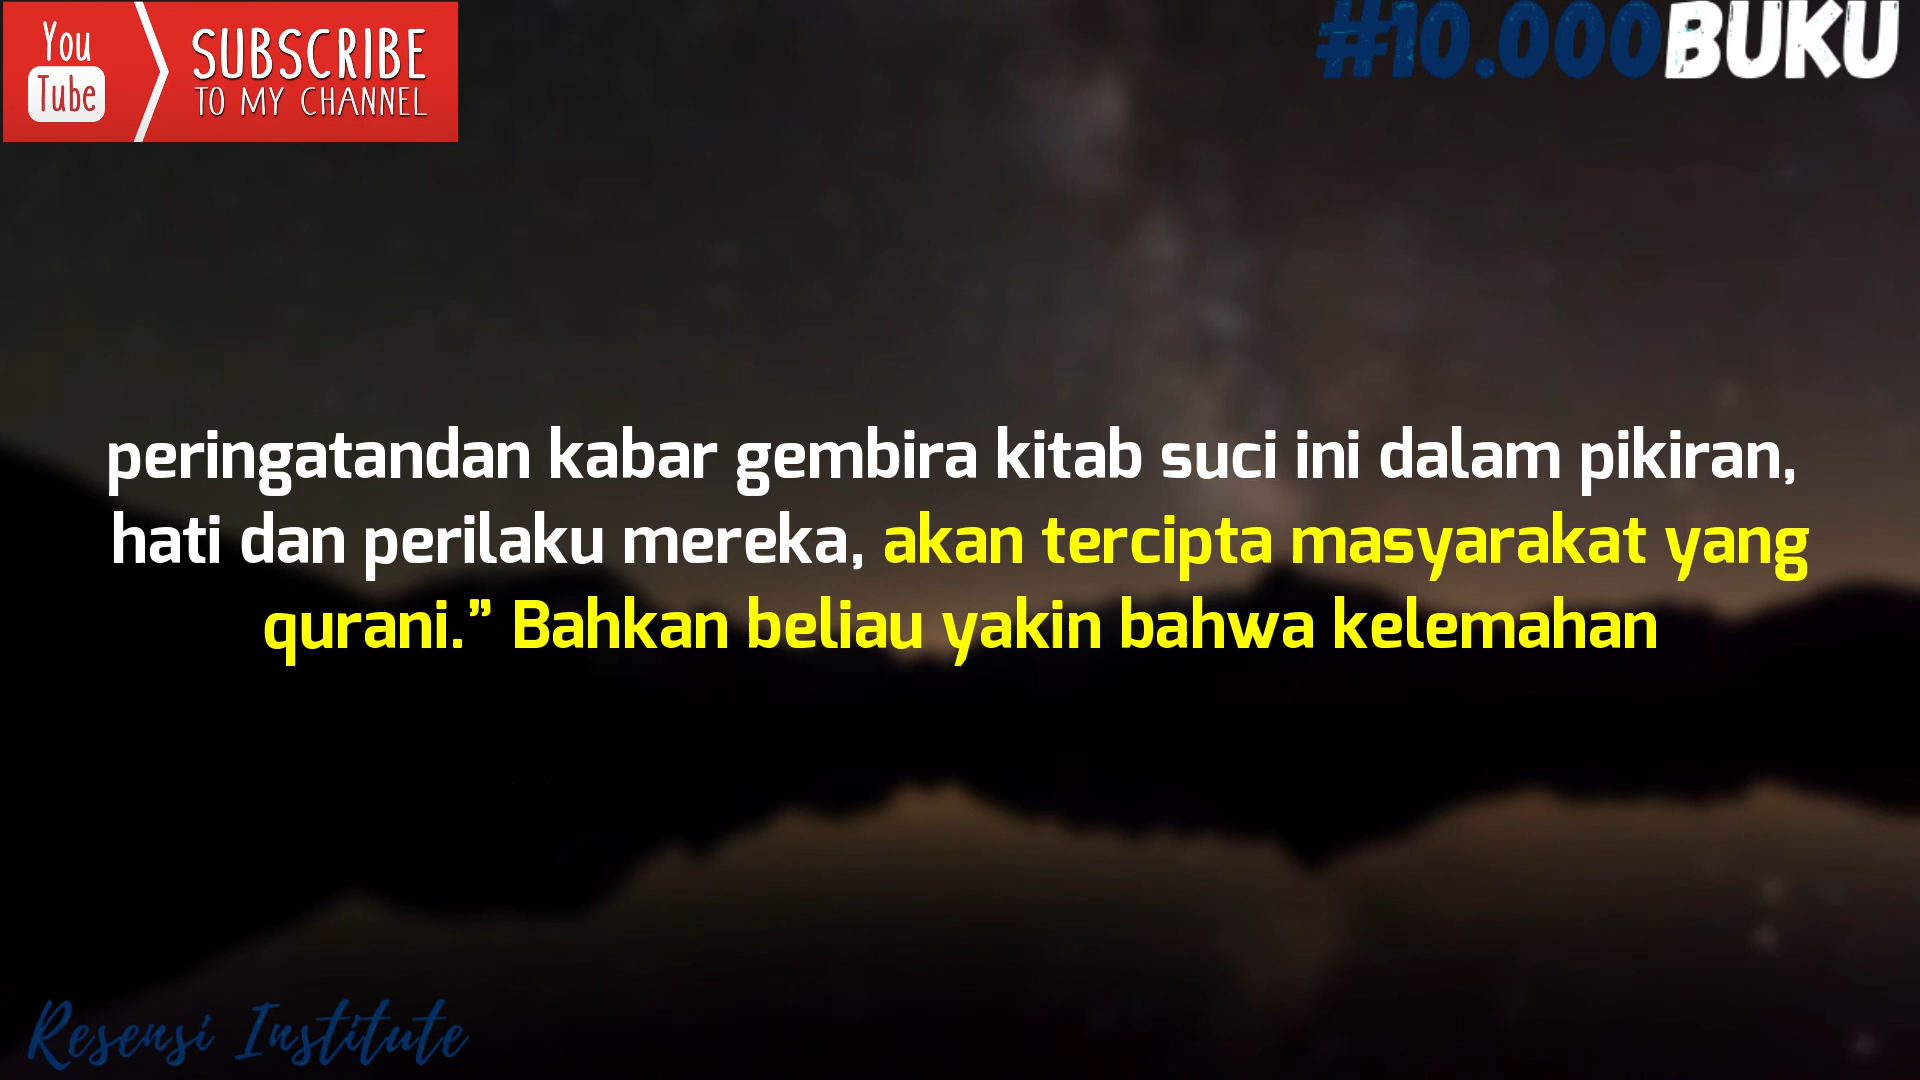 You
Tube
SUBSCRIBE
TO MY CHANNEL
#10.000BUKU
peringatandan kabar gembira kitab suci ini dalam pikiran,
hati dan perilaku mereka, akan tercipta masyarakat yang
qurani.” Bahkan beliau yakin bahwa kelemahan
Resensi Institute